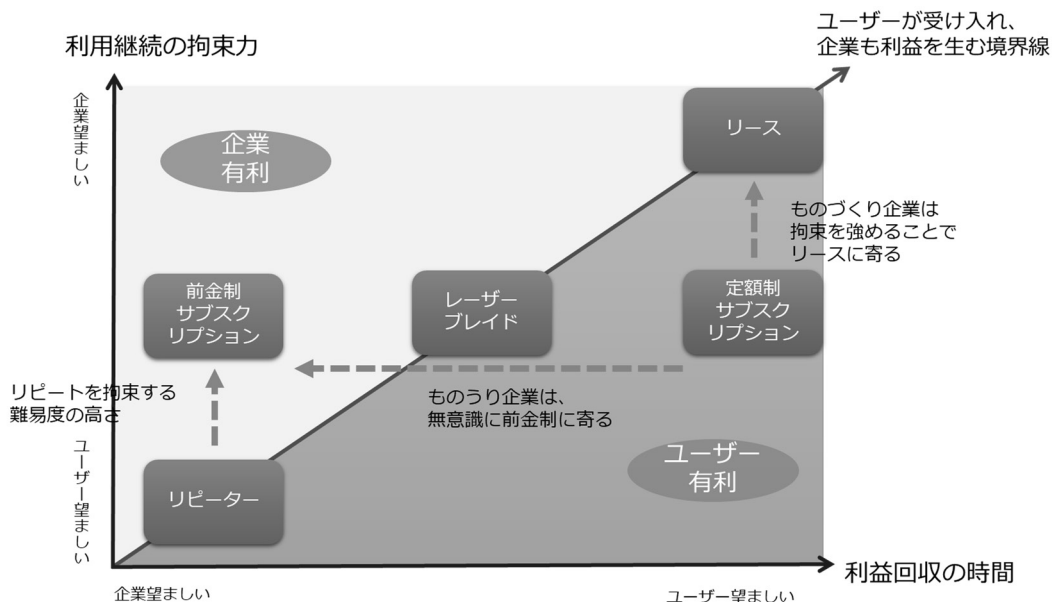 ユーザーが受け入れ、
企業も利益を生む境界線
利用継続の拘束力
企業望ましい
企業
有利
リース
ものづくり企業は
拘束を強めることで
リースに寄る
前金制
サブスク
リプション
レーザー
ブレイド
定額制
サブスク
リプション
リピートを拘束する
難易度の高さ
ものうり企業は、
無意識に前金制に寄る
ユーザー望ましい
ユーザー
有利
リピーター
利益回収の時間
企業望ましい
ユーザー望ましい